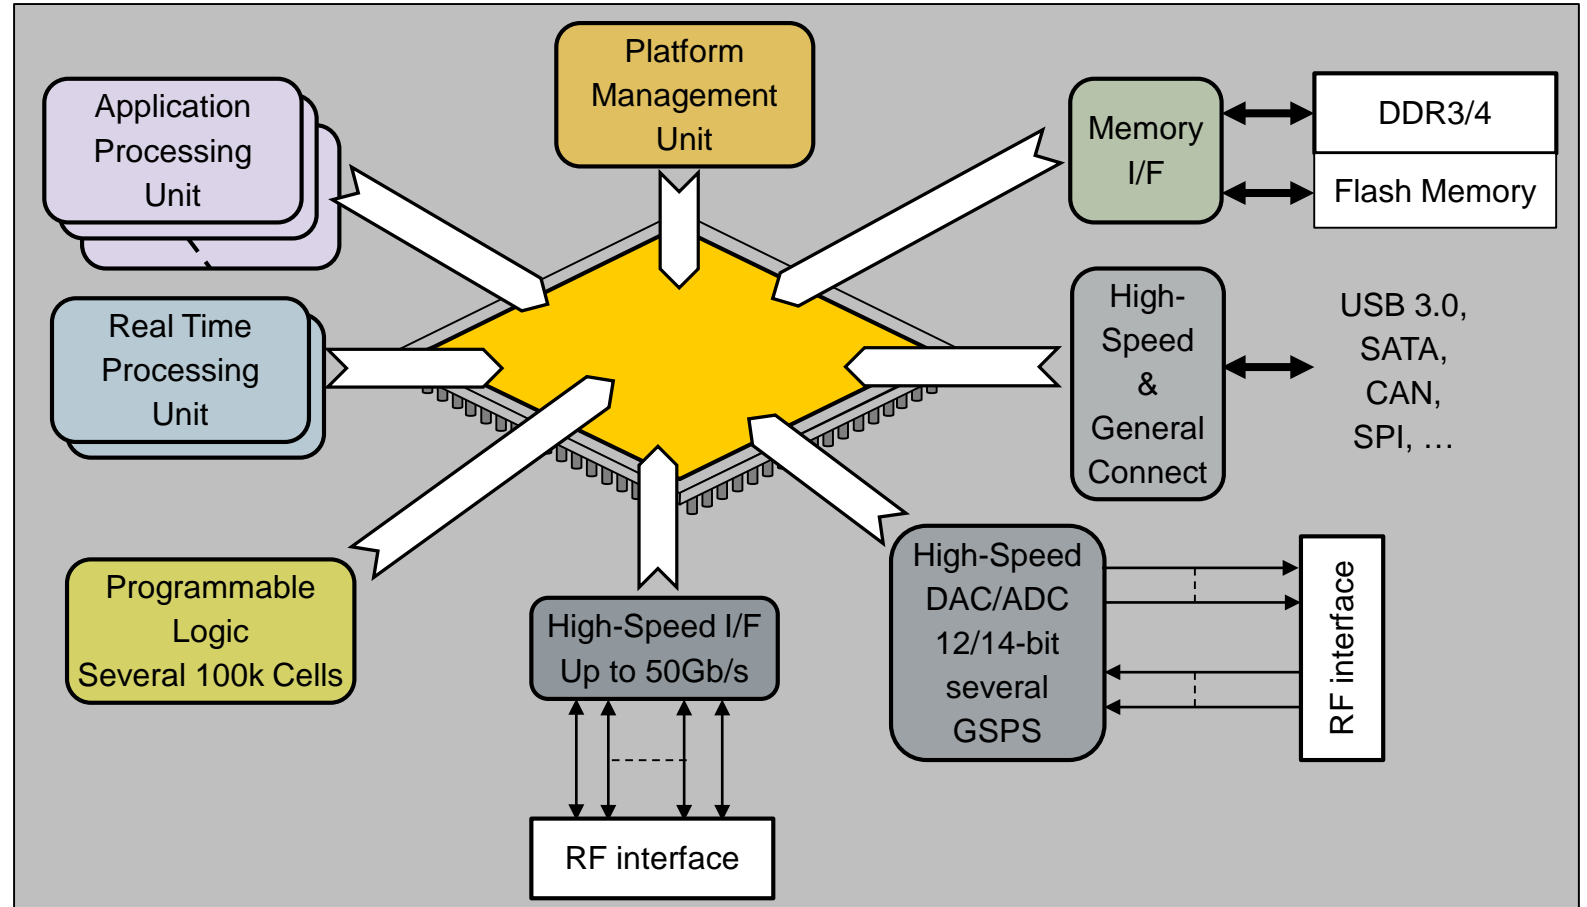 Application
Processing
Unit
Platform
Management
Unit
Memory
I/F
DDR3/4
Flash Memory
Real Time
Processing
Unit
High-
Speed
&
General
Connect
USB 3.0,
SATA,
CAN,
SPI, …
Programmable
Logic
Several 100k Cells
High-Speed I/F
Up to 50Gb/s
High-Speed
DAC/ADC
12/14-bit
several
GSPS
RF interface
RF interface